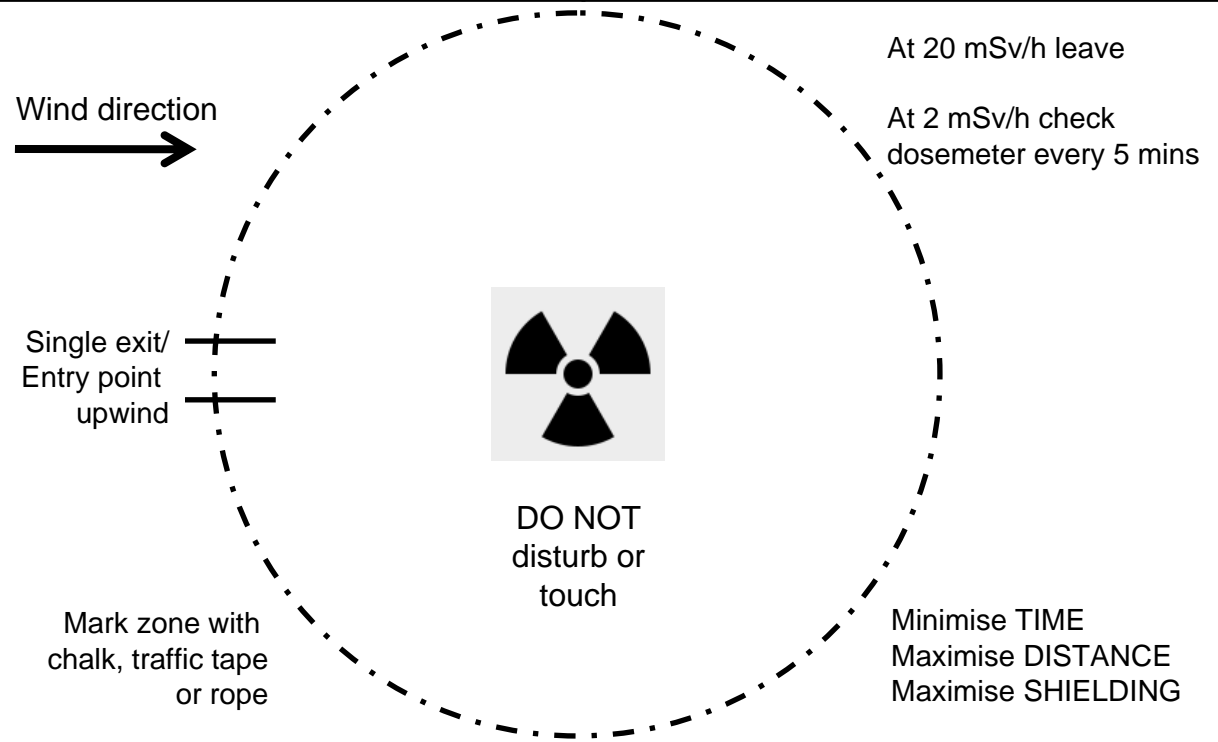 At 20 mSv/h leave
At 2 mSv/h check
dosemeter every 5 mins
Wind direction
Single exit/
Entry point
upwind
DO NOT
disturb or
touch
Mark zone with
chalk, traffic tape
or rope
Minimise TIME
Maximise DISTANCE
Maximise SHIELDING